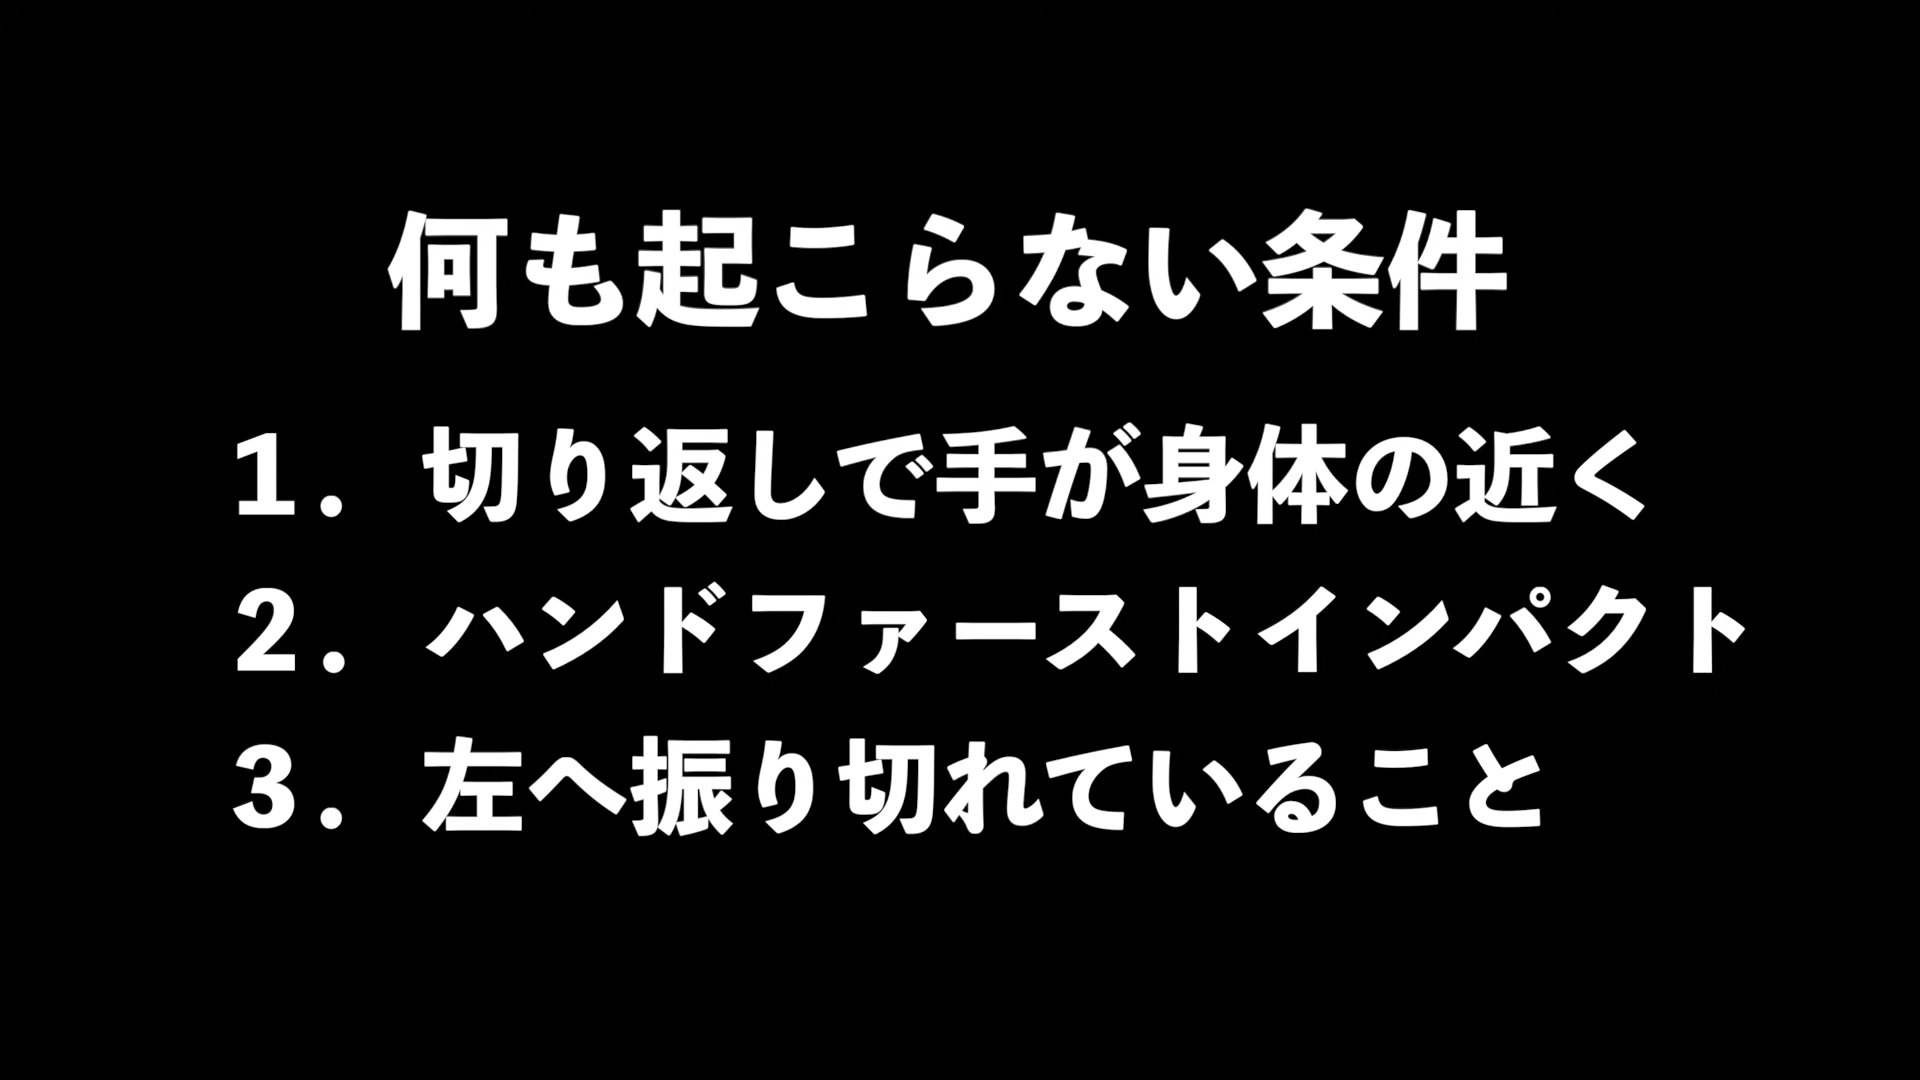 何も起こらない条件
1. 切り返しで手が身体の近く
2. ハンドファーストインパクト
3. 左へ振り切れていること